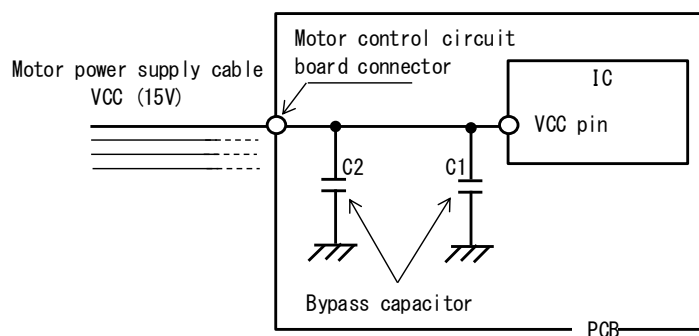 Motor control circuit
board connector
Motor power supply cable
VCC (15V)
IC
VCC pin
C2
C1
Bypass capacitor
PCB